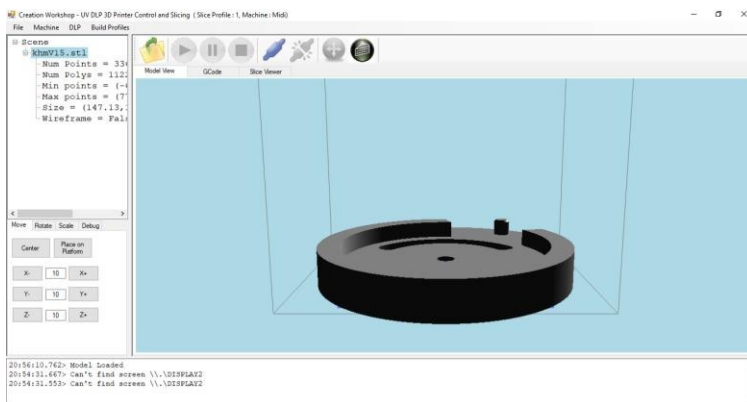 Creation Workshop - UV DLP 3D Printer Control and Slicing ( Slice Profile : 1, Machine : Midi)
File Machine DLP Build Profiles
Scene
khmV15.stl
Num Points = 33
Num Polys = 112
Min points = (-
Max points = (7
Size = (147.13,
Wireframe = Fal
Model View GCode Slice Viewer
Move Rotate Scale Debug
Center Place on Platform
X- 10 X+
Y- 10 Y+
Z- 10 Z+
20:56:10.762> Model Loaded
20:54:31.667> Can't find screen \\.\DISPLAY2
20:54:31.553> Can't find screen \\.\DISPLAY2